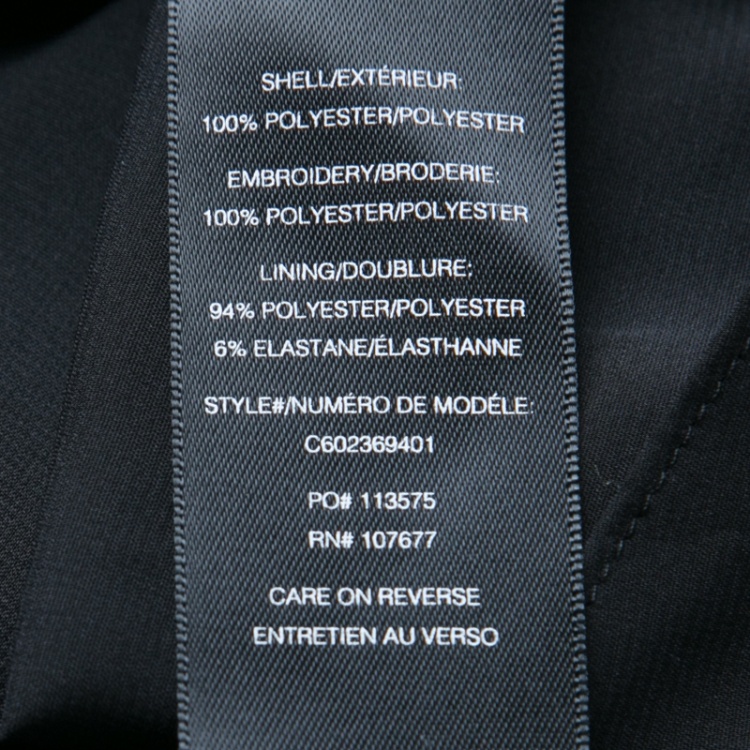 SHELL/EXTÉRIEUR:
100% POLYESTER/POLYESTER
EMBROIDERY/BRODERIE:
100% POLYESTER/POLYESTER
LINING/DOUBLURE:
94% POLYESTER/POLYESTER
6% ELASTANE/ÉLASTHANNE
STYLE#/NUMÉRO DE MODÉLE:
C602369401
PO# 113575
RN# 107677
CARE ON REVERSE
ENTRETIEN AU VERSO